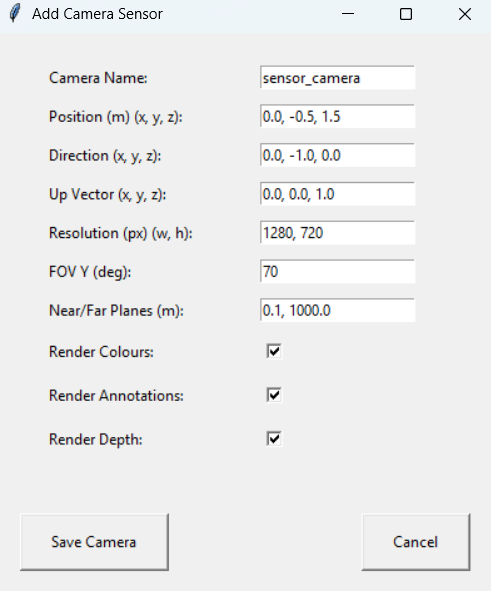 Add Camera Sensor
Camera Name: sensor_camera
Position (m) (x, y, z): 0.0, -0.5, 1.5
Direction (x, y, z): 0.0, -1.0, 0.0
Up Vector (x, y, z): 0.0, 0.0, 1.0
Resolution (px) (w, h): 1280, 720
FOV Y (deg): 70
Near/Far Planes (m): 0.1, 1000.0
Render Colours:
Render Annotations:
Render Depth:
Save Camera Cancel